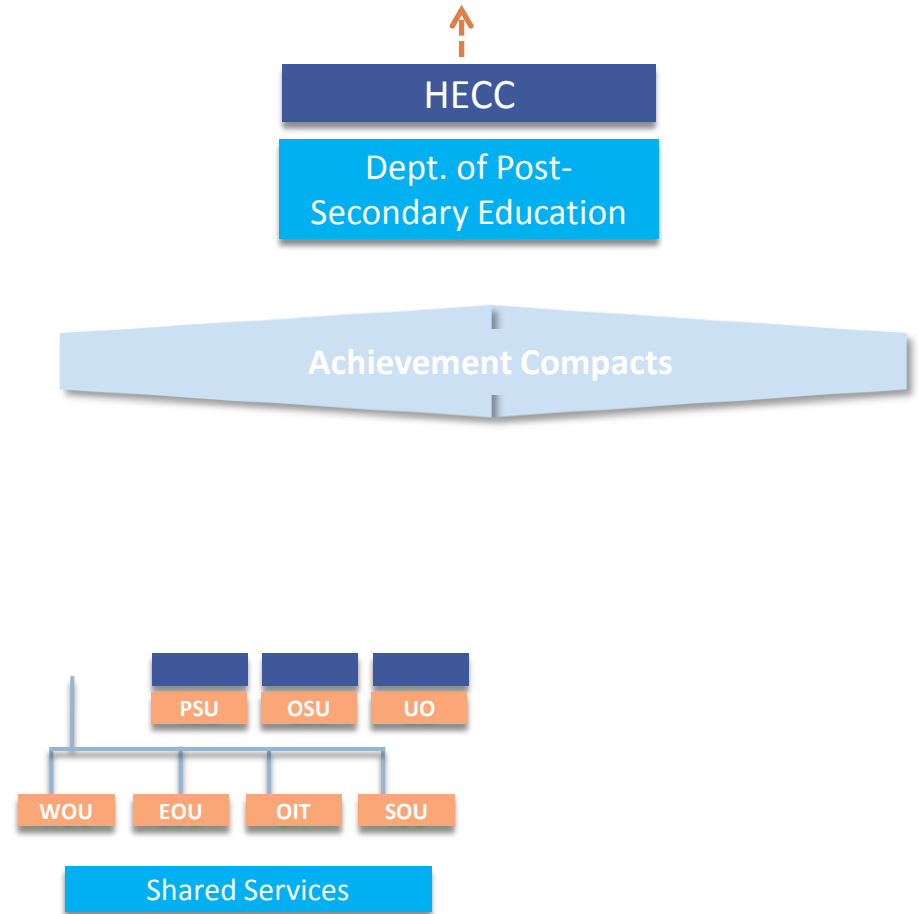 HECC
Dept. of Post-
Secondary Education
Achievement Compacts
PSU
OSU
UO
WOU
EOU
OIT
SOU
Shared Services